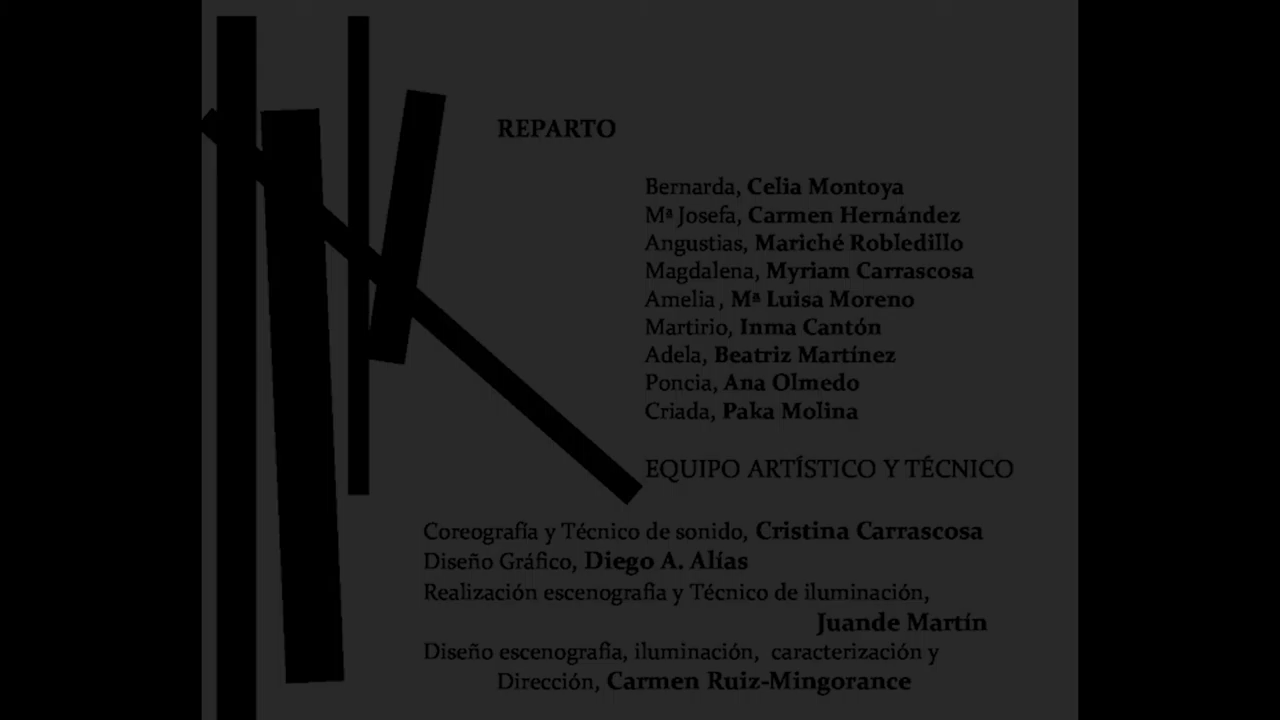 REPARTO
Bernarda, Celia Montoya
Mª Josefa, Carmen Hernández
Angustias, Mariché Robledillo
Magdalena, Myriam Carrascosa
Amelia, Mª Luisa Moreno
Martirio, Inma Cantón
Adela, Beatriz Martínez
Poncia, Ana Olmedo
Criada, Paka Molina
EQUIPO ARTÍSTICO Y TÉCNICO
Coreografía y Técnico de sonido, Cristina Carrascosa
Diseño Gráfico, Diego A. Alías
Realización escenografía y Técnico de iluminación,
Juande Martín
Diseño escenografía, iluminación, caracterización y
Dirección, Carmen Ruiz-Mingorance